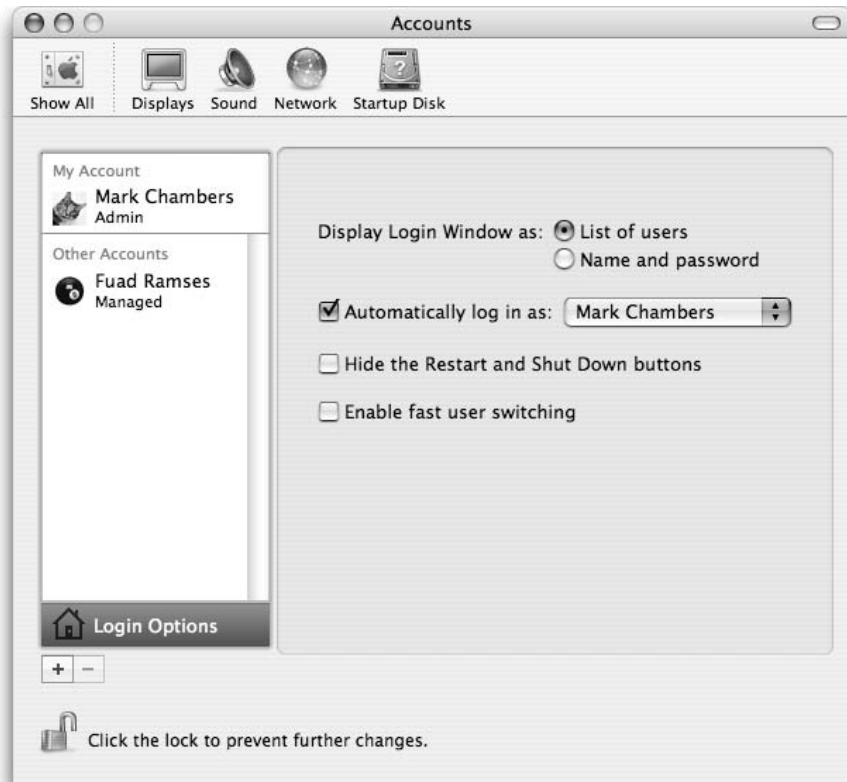 Accounts
Show All
Displays
Sound
Network
Startup Disk
My Account
Mark Chambers
Admin
Other Accounts
Fuad Ramses
Managed
Login Options
Display Login Window as:
List of users
Name and password
Automatically log in as:
Mark Chambers
Hide the Restart and Shut Down buttons
Enable fast user switching
Click the lock to prevent further changes.